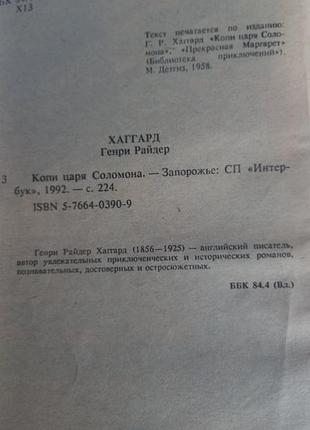 Х13
Текст печатается по изданию:
Г. Р. Хаггард «Копи царя Соло-
мона», «Прекрасная Маргарет»
(Библиотека приключений).
М. Детгиз, 1958.
ХАГГАРД
Генри Райдер
3 Копи царя Соломона. — Запорожье: СП «Интер-
бук», 1992. — с. 224.
ISBN 5-7664-0390-9
Генри Райдер Хаггард (1856—1925) — английский писатель,
автор увлекательных приключенческих и исторических романов,
познавательных, достоверных и остросюжетных.
ББК 84.4 (Вл.)